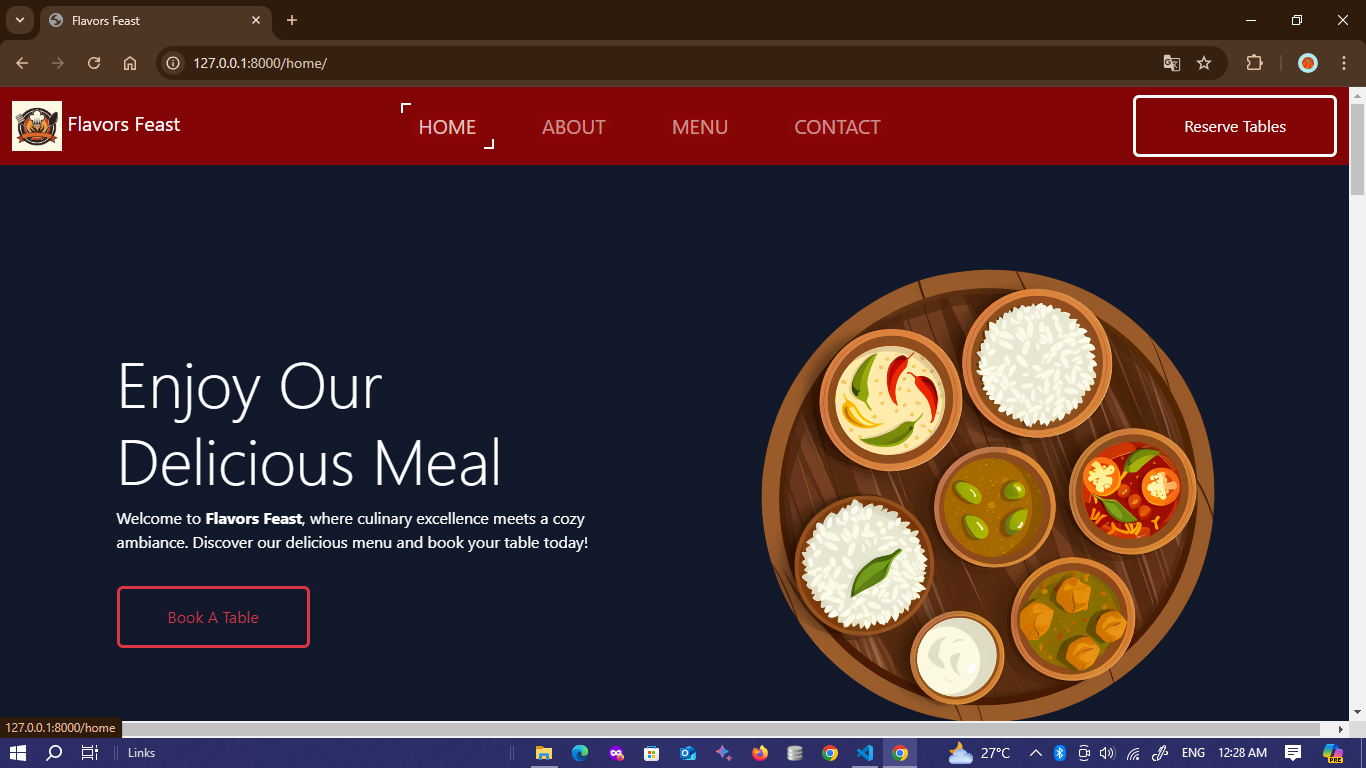 Flavors Feast
127.0.0.1:8000/home/
Flavors Feast
HOME
ABOUT
MENU
CONTACT
Reserve Tables
Enjoy Our
Delicious Meal
Welcome to Flavors Feast, where culinary excellence meets a cozy
ambiance. Discover our delicious menu and book your table today!
Book A Table
127.0.0.1:8000/home
Links
27°C
ENG
12:28 AM
PRE